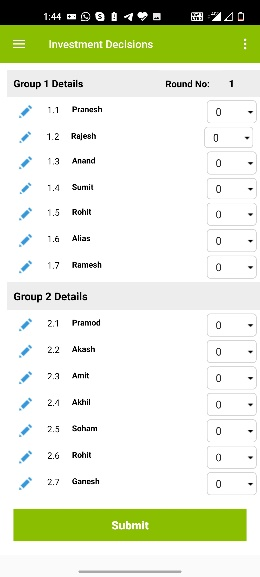 1:44
Investment Decisions
Group 1 Details Round No: 1
1.1 Pranesh 0
1.2 Rajesh 0
1.3 Anand 0
1.4 Sumit 0
1.5 Rohit 0
1.6 Alias 0
1.7 Ramesh 0
Group 2 Details
2.1 Pramod 0
2.2 Akash 0
2.3 Amit 0
2.4 Akhil 0
2.5 Soham 0
2.6 Rohit 0
2.7 Ganesh 0
Submit